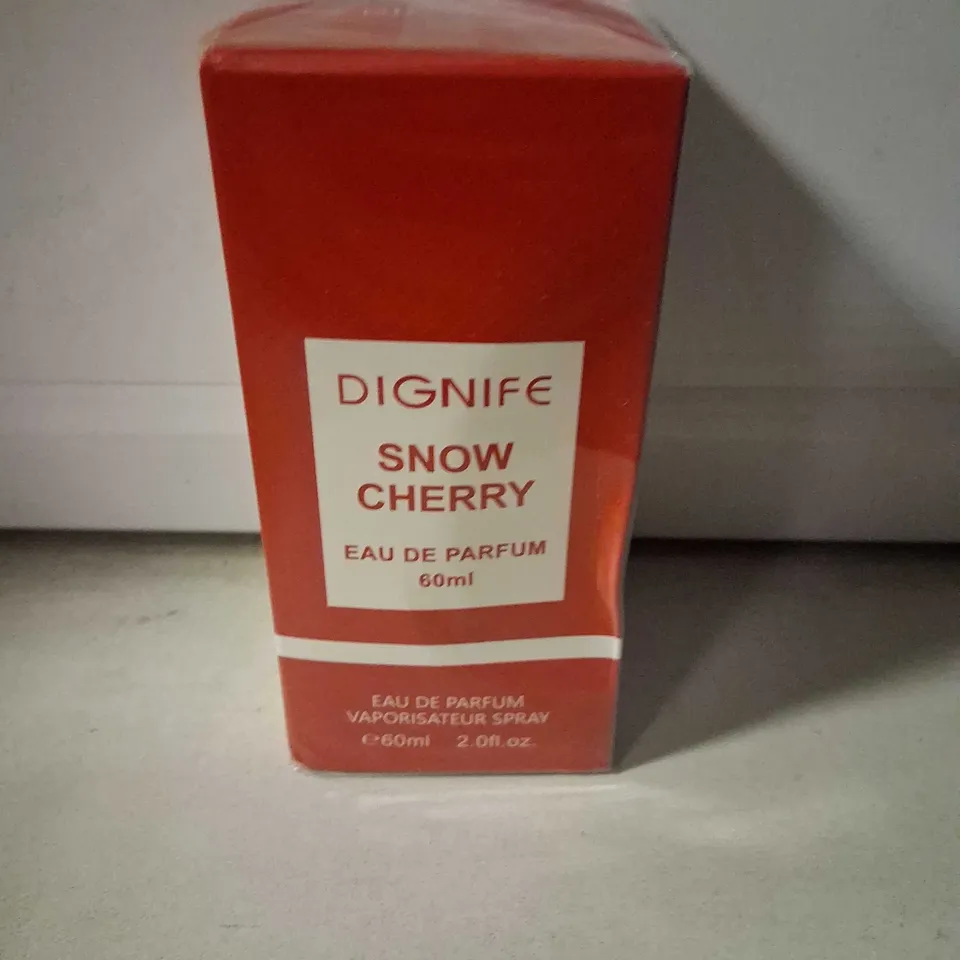 DIGNIFE
SNOW
CHERRY
EAU DE PARFUM
60ml
EAU DE PARFUM
VAPORISATEUR SPRAY
℮60ml 2.0fl.oz.